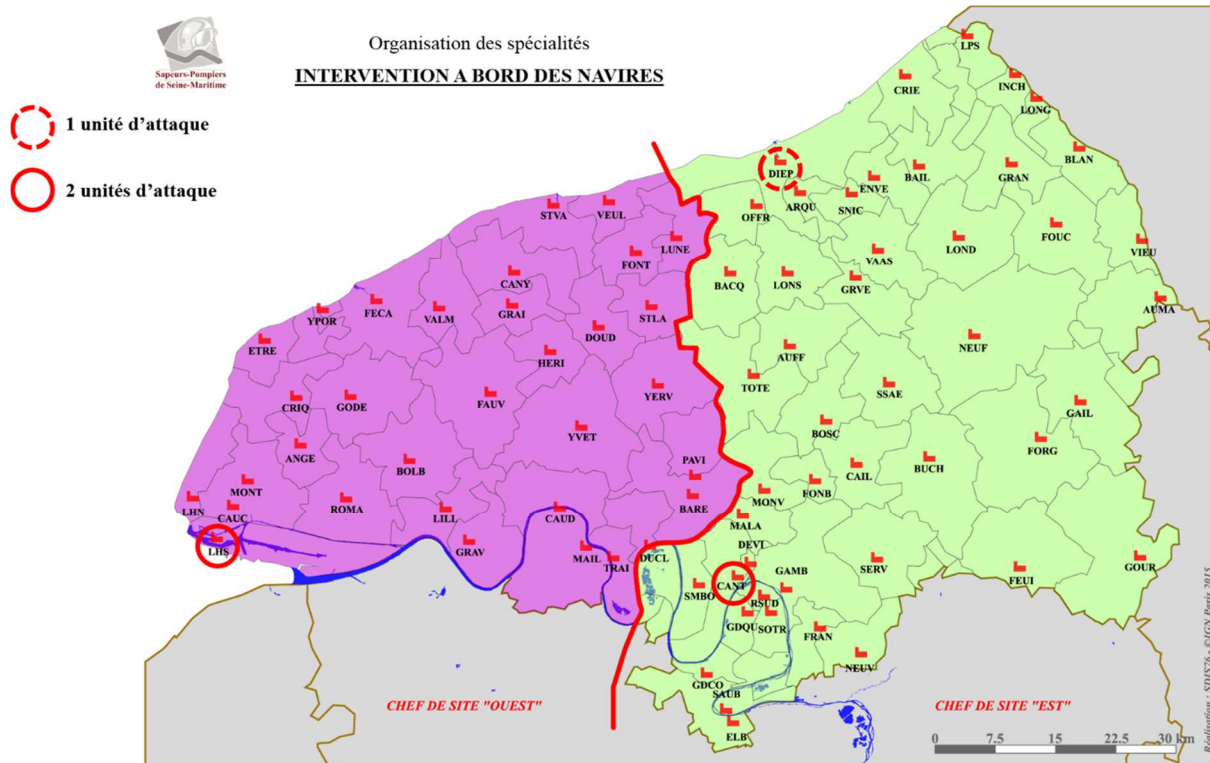 Organisation des spécialités
INTERVENTION A BORD DES NAVIRES
Sapeurs-Pompiers
de Seine-Maritime
1 unité d'attaque
2 unités d'attaque
LPS
CRIE
INCH
LONG
BLAN
DIEP
ENVE
BAIL
GRAN
STVA
VEUL
OFFR
ARQU
SNIC
LUNE
LOND
FOUC
VIEU
FONT
VAAS
CANY
BACQ
LONS
GRVE
AUMA
YPOR
FECA
VALM
GRAI
STLA
ETRE
DOUD
NEUF
HERI
AUFF
TOTE
SSAE
CRIQ
GODE
FAUV
YERV
GAIL
YVET
BOSC
ANGE
BOLB
PAVI
CAIL
BUCH
FORG
MONT
FONB
LHN
CAUC
ROMA
LILL
CAUD
BARE
MONV
MALA
LHS
GRAV
MAIL
TRAI
DUCL
DEVI
SERV
FEUI
GOUR
SMBO
CANT
GAMB
RSUD
GDQU
SOTR
FRAN
NEUV
GDCO
SAUB
ELB
CHEF DE SITE "OUEST"
CHEF DE SITE "EST"
0 7.5 15 22.5 30 km
Réalisation : SDIS76 - ©IGN Paris 2015